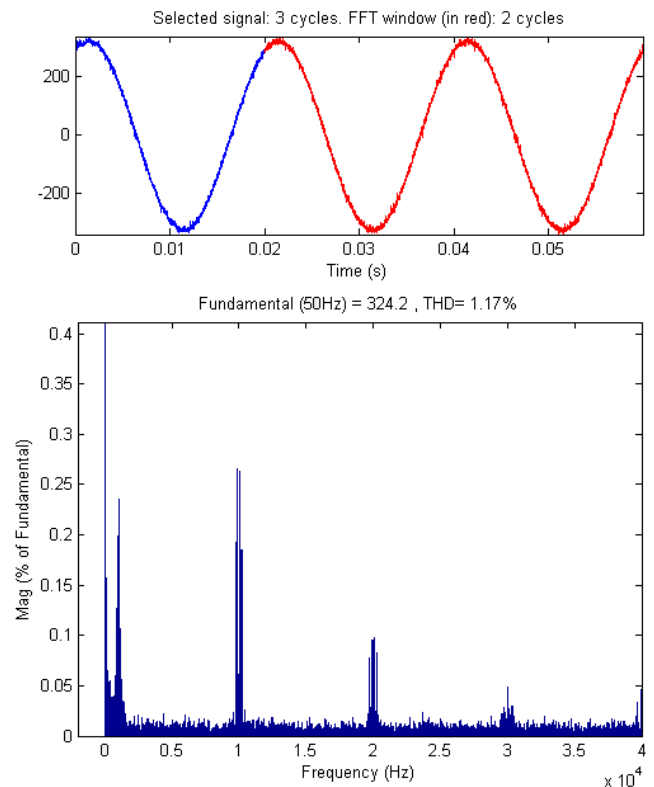 Selected signal: 3 cycles. FFT window (in red): 2 cycles
200
0
-200
0
0.01
0.02
0.03
0.04
0.05
Time (s)
Fundamental (50Hz) = 324.2 , THD= 1.17%
0.4
0.35
0.3
0.25
0.2
0.15
0.1
0.05
0
Mag (% of Fundamental)
0 0.5 1 1.5 2 2.5 3 3.5 4
Frequency (Hz)
x 10^4